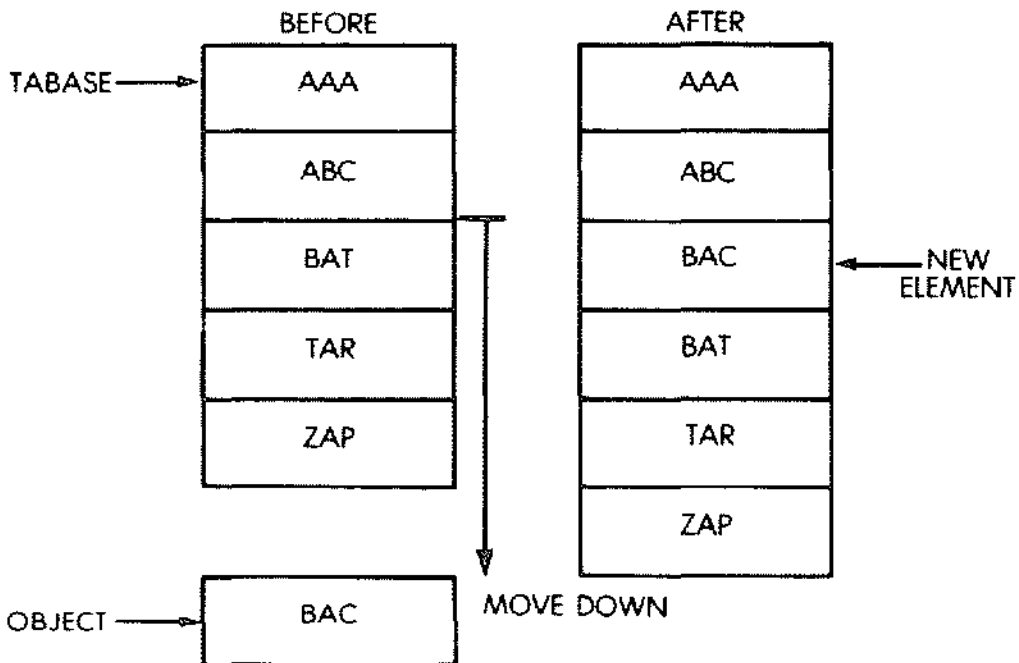 BEFORE
AFTER
TABASE
AAA
AAA
ABC
ABC
BAT
BAC
NEW
ELEMENT
TAR
BAT
ZAP
TAR
ZAP
MOVE DOWN
OBJECT
BAC